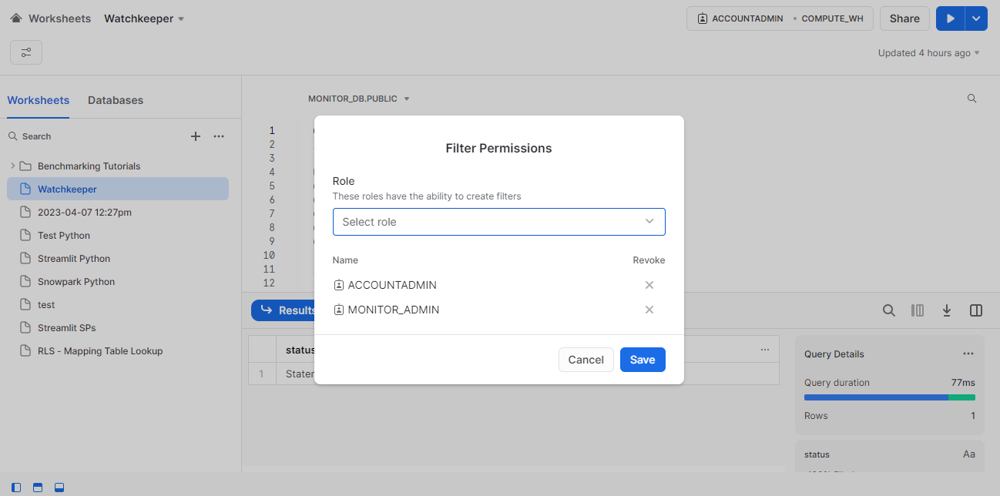 Worksheets Watchkeeper
ACCOUNTADMIN • COMPUTE_WH
Share
Updated 4 hours ago
Worksheets Databases
MONITOR_DB.PUBLIC
Search
Benchmarking Tutorials
Watchkeeper
2023-04-07 12:27pm
Test Python
Streamlit Python
Snowpark Python
test
Streamlit SPs
RLS - Mapping Table Lookup
1
2
3
4
5
6
7
8
9
10
11
12
Filter Permissions
Role
These roles have the ability to create filters
Select role
Name Revoke
ACCOUNTADMIN
MONITOR_ADMIN
Cancel Save
Results
status
1
Query Details
Query duration 77ms
Rows 1
status Aa